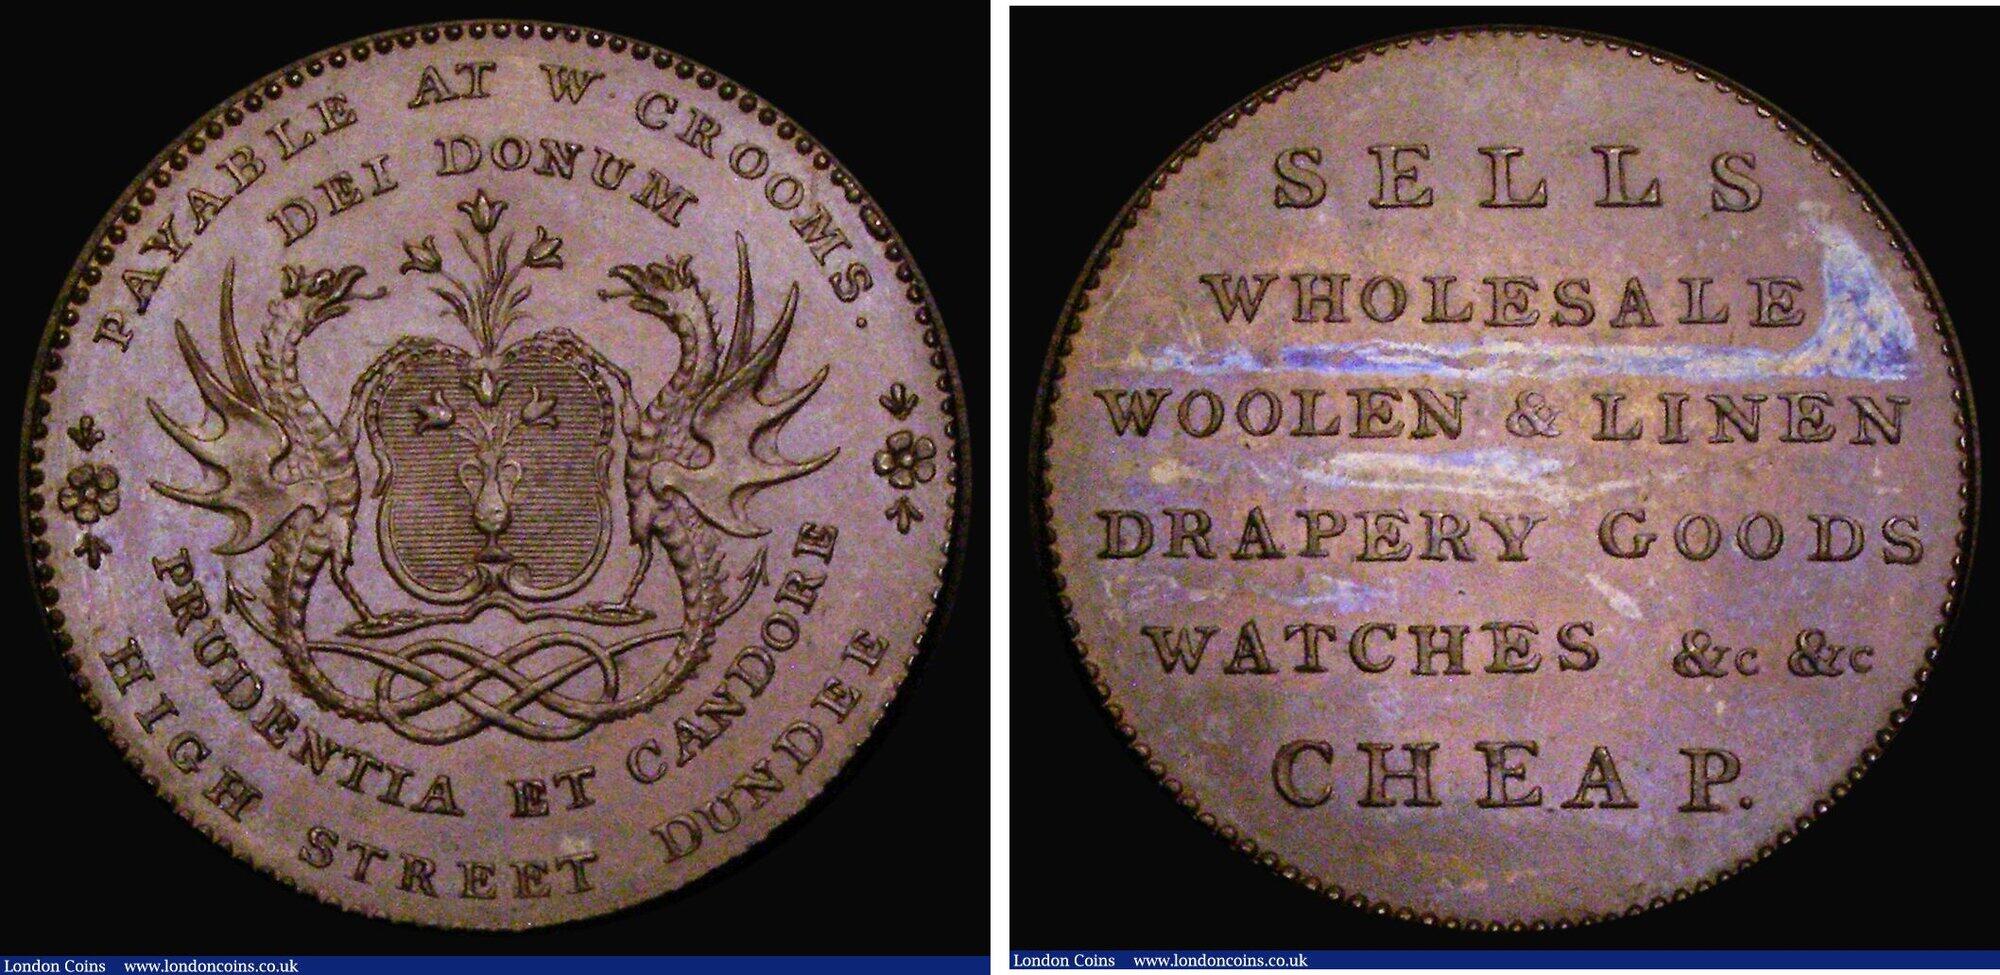 PAYABLE AT W. CROOMS.
DEI DONUM
PRUDENTIA ET CANDORE
HIGH STREET DUNDEE
London Coins www.londoncoins.co.uk
SELLS
WHOLESALE
WOOLEN & LINEN
DRAPERY GOODS
WATCHES &c &c
CHEAP.
London Coins www.londoncoins.co.uk